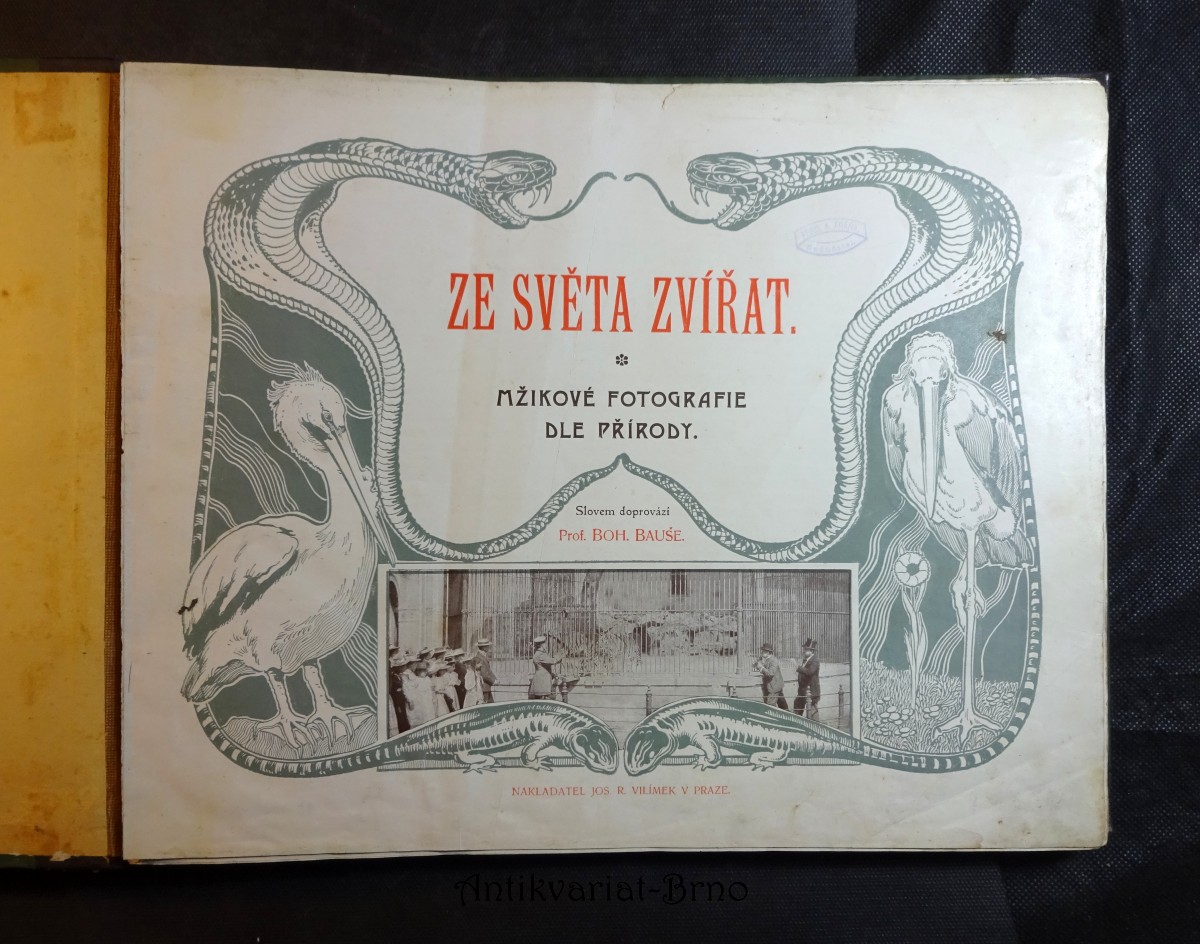 ZE SVĚTA ZVÍŘAT.
MŽIKOVÉ FOTOGRAFIE
DLE PŘÍRODY.
Slovem doprovází
Prof. BOH. BAUŠE.
NAKLADATEL JOS. R. VILÍMEK V PRAZE.
Antikvariat-Brno